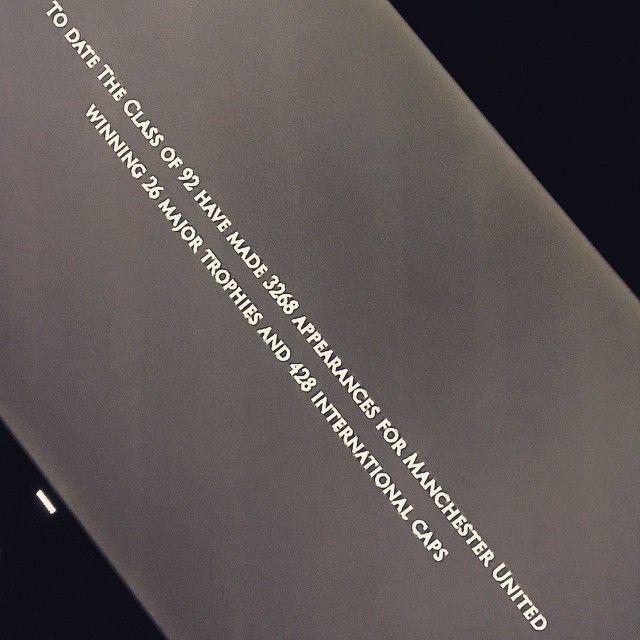 TO DATE THE CLASS OF 92 HAVE MADE 3268 APPEARANCES FOR MANCHESTER UNITED
WINNING 26 MAJOR TROPHIES AND 428 INTERNATIONAL CAPS